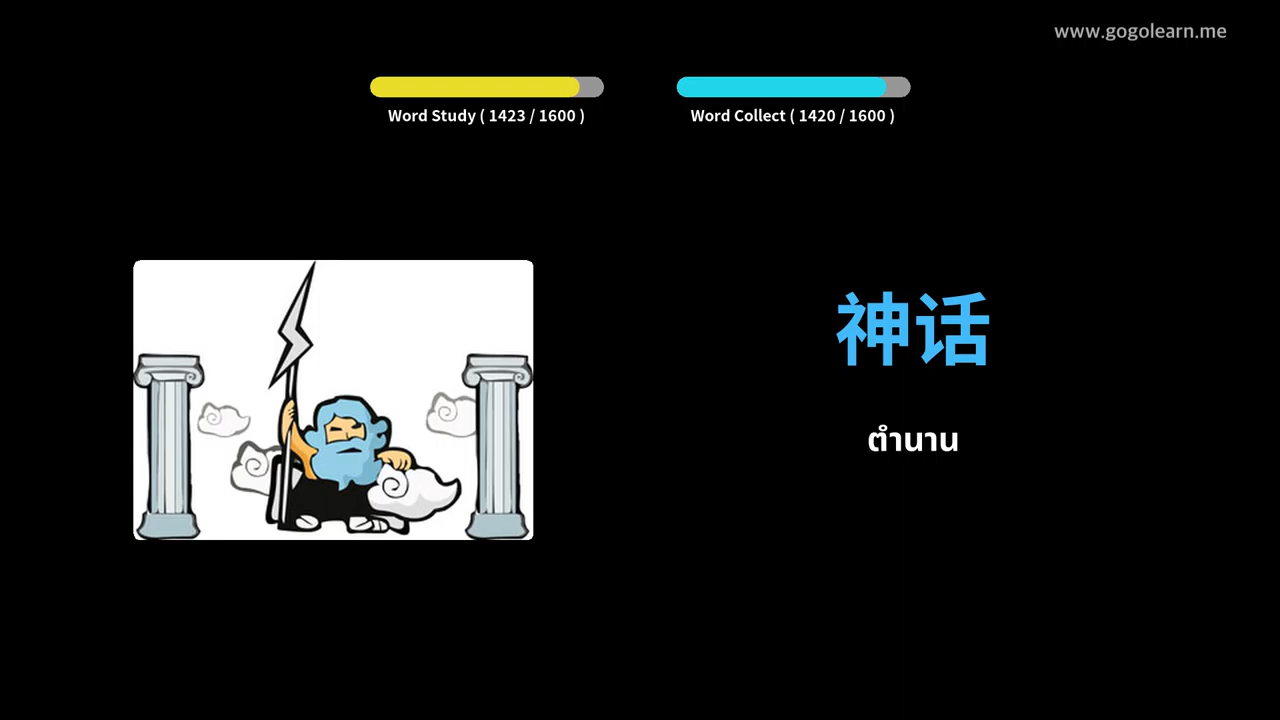 www.gogolearn.me
Word Study ( 1423 / 1600 )
Word Collect ( 1420 / 1600 )
神话
ตำนาน